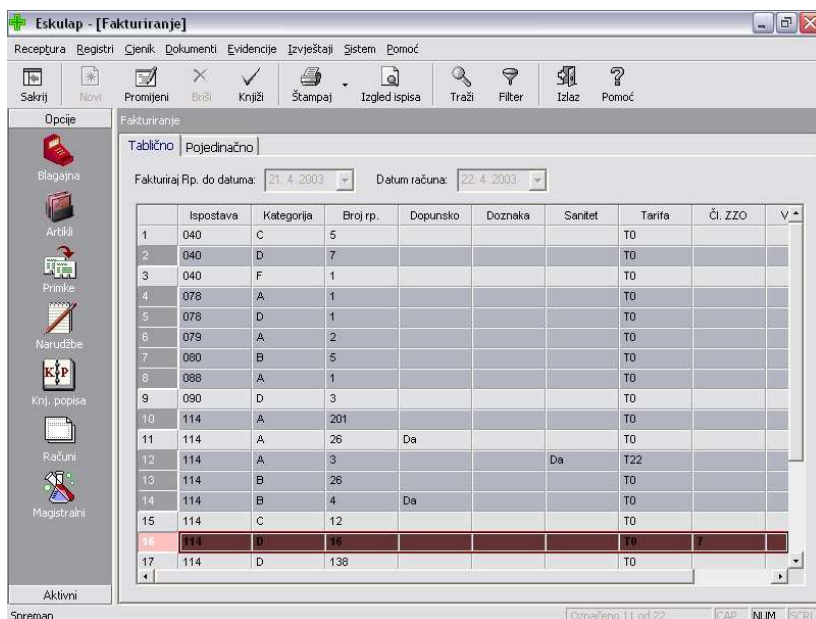 Eskulap - [Fakturiranje]
Receptura Registri Cjenik Dokumenti Evidencije Izvještaji Sistem Pomoć
Sakrij Novi Promijeni Briši Knjiži Štampaj Izgled ispisa Traži Filter Izlaz Pomoć
Opcije
Blagajna
Artikli
Primke
Narudžbe
K P
Knj. popisa
Računi
Magistralni
Aktivni
Fakturiranje
Tablično Pojedinačno
Fakturiraj Rp. do datuma: 21. 4 .2003 Datum računa: 22. 4 .2003
Ispostava Kategorija Broj rp. Dopunsko Doznaka Sanitet Tarifa Čl. ZZO V
1 040 C 5 T0
2 040 D 7 T0
3 040 F 1 T0
4 078 A 1 T0
5 078 D 1 T0
6 079 A 2 T0
7 080 B 5 T0
8 088 A 1 T0
9 090 D 3 T0
10 114 A 201 T0
11 114 A 26 Da T0
12 114 A 3 Da T22
13 114 B 26 T0
14 114 B 4 Da T0
15 114 C 12 T0
16 114 D 16 T0 7
17 114 D 138 T0
Spreman Označeno 11 od 22 CAP NUM SCRL